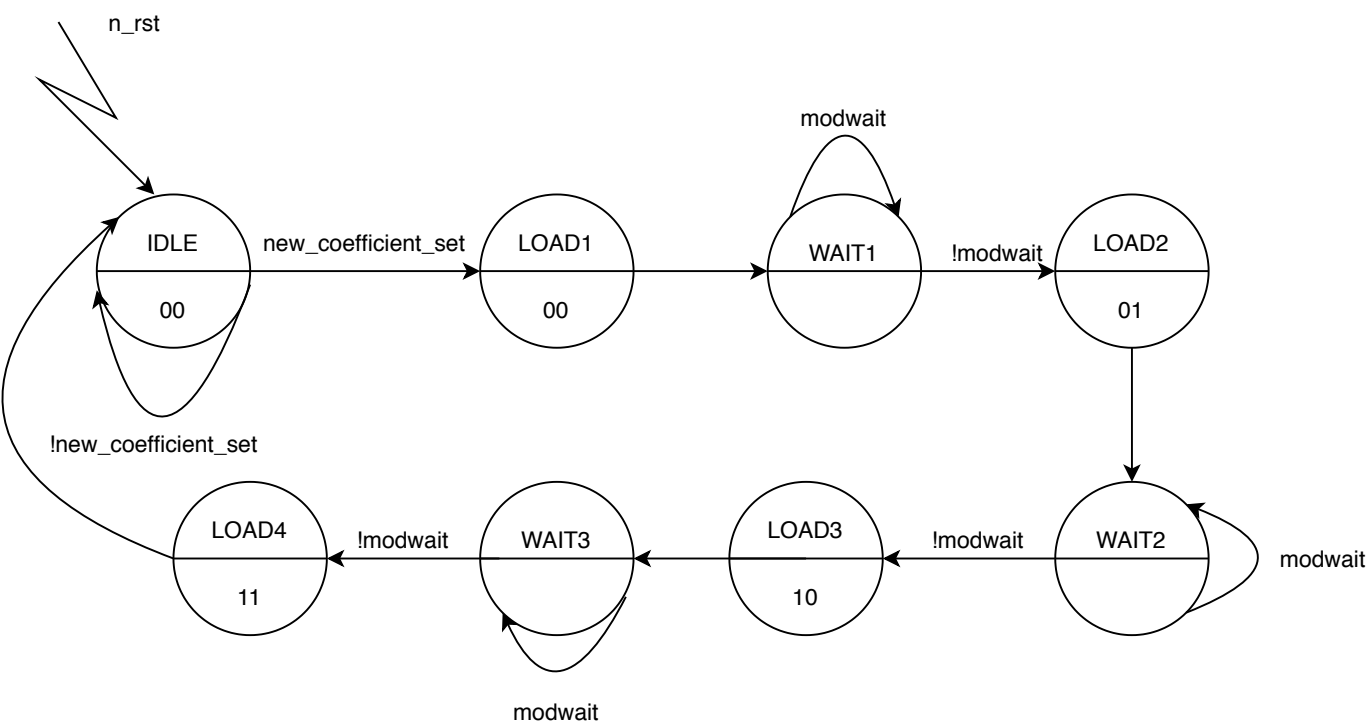 n_rst
modwait
IDLE
new_coefficient_set
LOAD1
WAIT1
!modwait
LOAD2
00
00
01
!new_coefficient_set
LOAD4
!modwait
WAIT3
LOAD3
!modwait
WAIT2
modwait
11
10
modwait